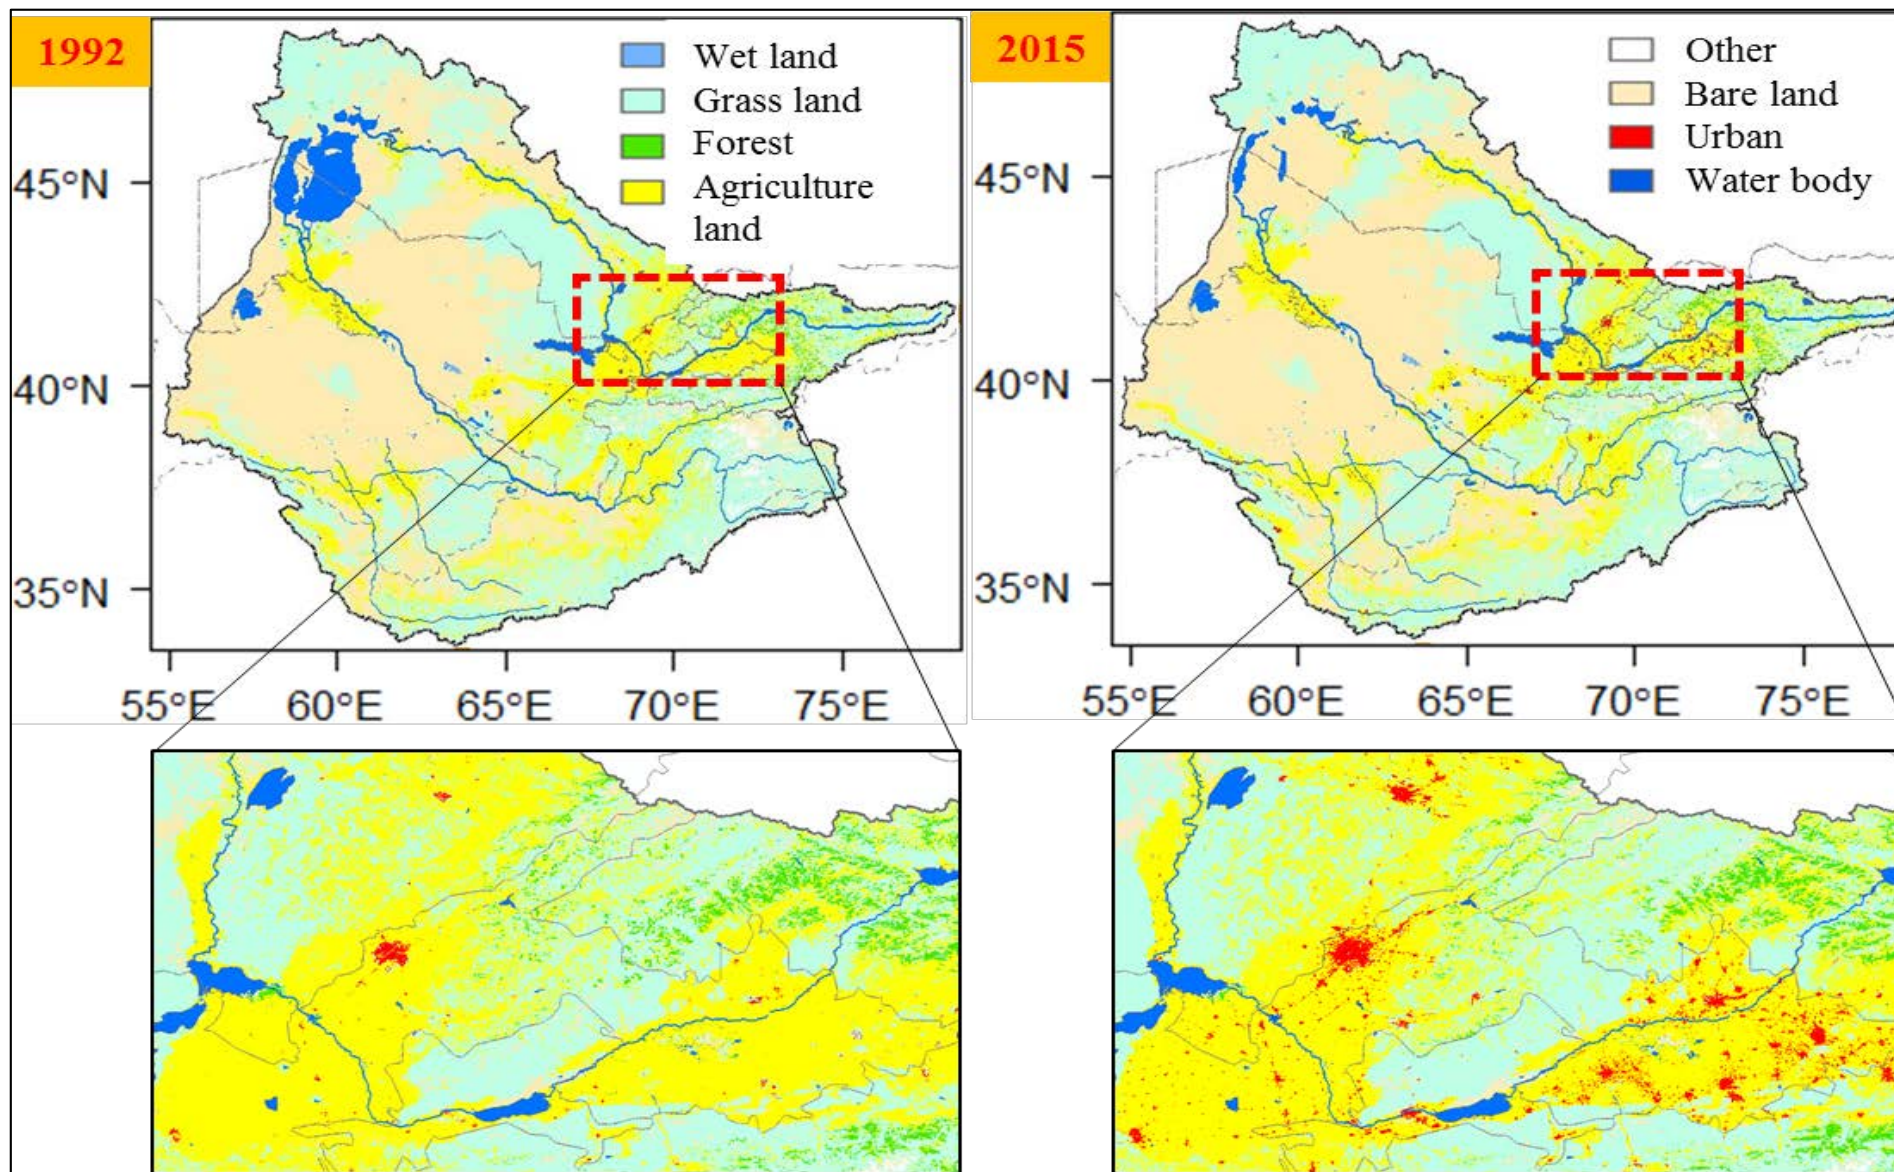 1992
Wet land
Grass land
Forest
Agriculture
land
45°N
40°N
35°N
55°E 60°E 65°E 70°E 75°E
2015
Other
Bare land
Urban
Water body
45°N
40°N
35°N
55°E 60°E 65°E 70°E 75°E